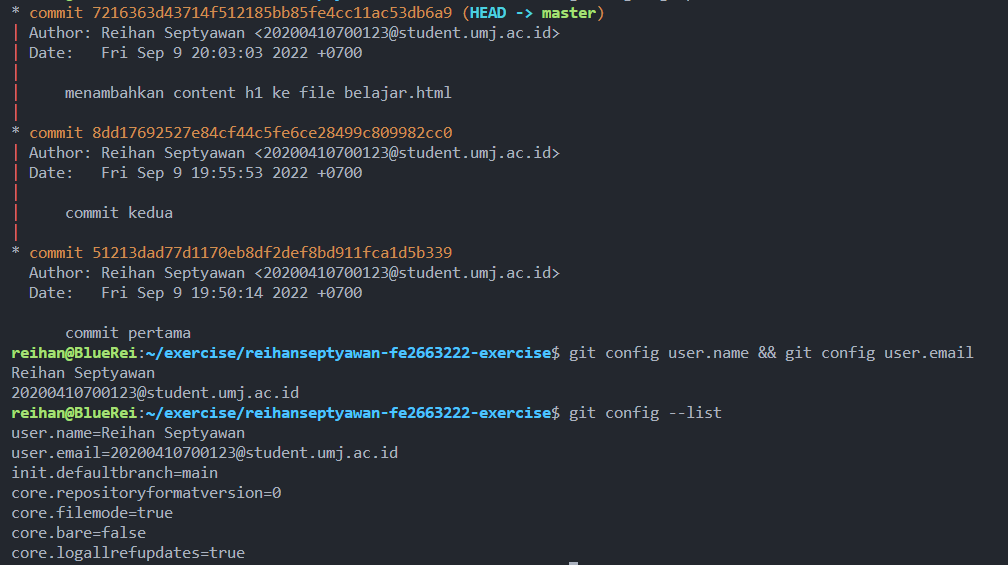 * commit 7216363d43714f512185bb85fe4cc11ac53db6a9 (HEAD -> master)
| Author: Reihan Septyawan <20200410700123@student.umj.ac.id>
| Date:   Fri Sep 9 20:03:03 2022 +0700
|
|     menambahkan content h1 ke file belajar.html
|
* commit 8dd17692527e84cf44c5fe6ce28499c809982cc0
| Author: Reihan Septyawan <20200410700123@student.umj.ac.id>
| Date:   Fri Sep 9 19:55:53 2022 +0700
|
|     commit kedua
|
* commit 51213dad77d1170eb8df2def8bd911fca1d5b339
  Author: Reihan Septyawan <20200410700123@student.umj.ac.id>
  Date:   Fri Sep 9 19:50:14 2022 +0700

      commit pertama
reihan@BlueRei:~/exercise/reihanseptyawan-fe2663222-exercise$ git config user.name && git config user.email
Reihan Septyawan
20200410700123@student.umj.ac.id
reihan@BlueRei:~/exercise/reihanseptyawan-fe2663222-exercise$ git config --list
user.name=Reihan Septyawan
user.email=20200410700123@student.umj.ac.id
init.defaultbranch=main
core.repositoryformatversion=0
core.filemode=true
core.bare=false
core.logallrefupdates=true